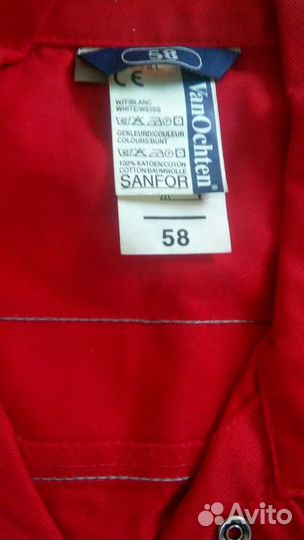 58
CE
VanOchten®
WIT/BLANC
WHITE/WEISS
GEKLEURD/COULEUR
COLOURS/BUNT
100% KATOEN/COTON
COTTON/BAUMWOLLE
SANFOR
58
Avito